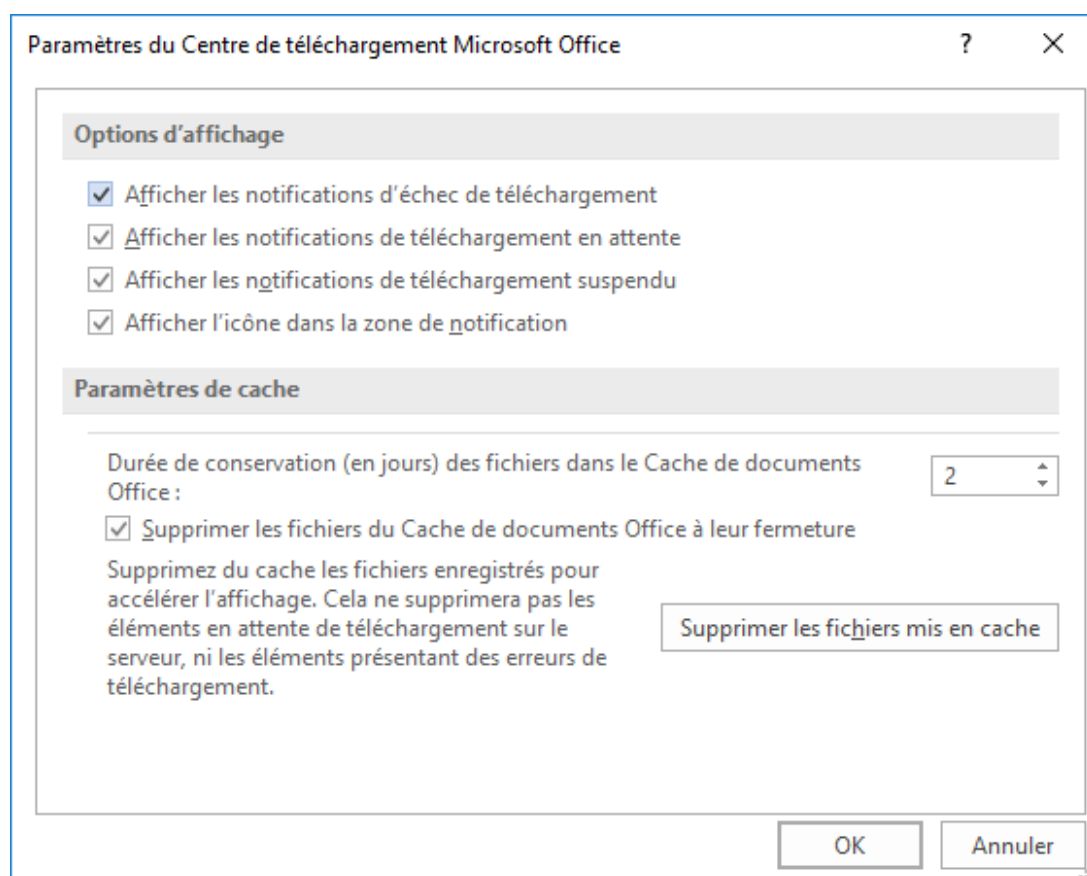 Paramètres du Centre de téléchargement Microsoft Office ?
Options d’affichage
Afficher les notifications d’échec de téléchargement
Afficher les notifications de téléchargement en attente
Afficher les notifications de téléchargement suspendu
Afficher l’icône dans la zone de notification
Paramètres de cache
Durée de conservation (en jours) des fichiers dans le Cache de documents
Office :
2
Supprimer les fichiers du Cache de documents Office à leur fermeture
Supprimez du cache les fichiers enregistrés pour
accélérer l’affichage. Cela ne supprimera pas les
éléments en attente de téléchargement sur le
serveur, ni les éléments présentant des erreurs de
téléchargement.
Supprimer les fichiers mis en cache
OK Annuler